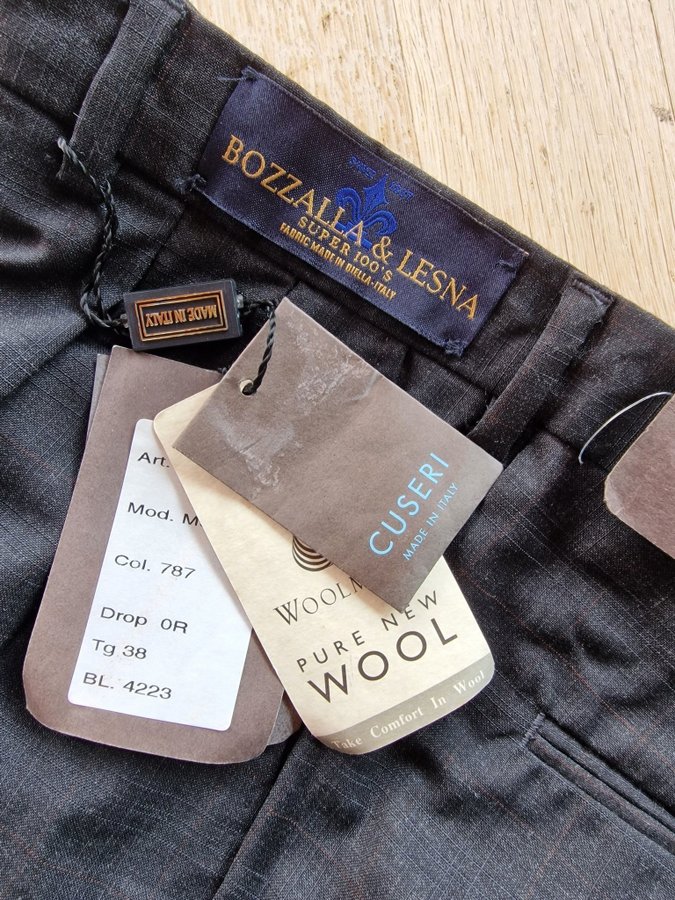 BOZZALLA & LESNA
SUPER 100'S
FABRIC MADE IN BIELLA-ITALY
MADE IN ITALY
CUSERI
MADE IN ITALY
Art.
Mod. M
Col. 787
Drop 0R
Tg 38
BL. 4223
PURE NEW
WOOL
Take Comfort In Wool